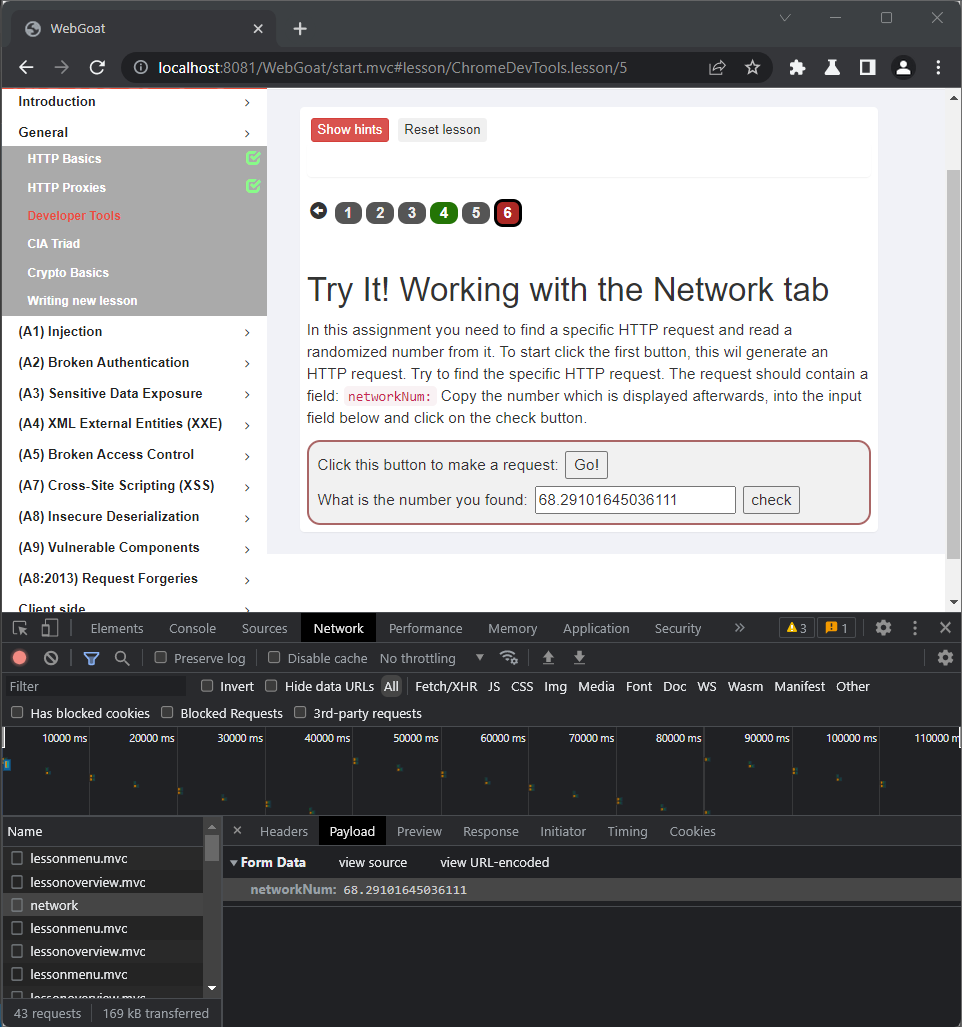 WebGoat
localhost:8081/WebGoat/start.mvc#lesson/ChromeDevTools.lesson/5
Introduction
General
HTTP Basics
HTTP Proxies
Developer Tools
CIA Triad
Crypto Basics
Writing new lesson
(A1) Injection
(A2) Broken Authentication
(A3) Sensitive Data Exposure
(A4) XML External Entities (XXE)
(A5) Broken Access Control
(A7) Cross-Site Scripting (XSS)
(A8) Insecure Deserialization
(A9) Vulnerable Components
(A8:2013) Request Forgeries
Client side
Show hints Reset lesson
1 2 3 4 5 6
Try It! Working with the Network tab
In this assignment you need to find a specific HTTP request and read a
randomized number from it. To start click the first button, this wil generate an
HTTP request. Try to find the specific HTTP request. The request should contain a
field: networkNum: Copy the number which is displayed afterwards, into the input
field below and click on the check button.
Click this button to make a request: Go!
What is the number you found: 68.29101645036111 check
Elements Console Sources Network Performance Memory Application Security » 3 1
Preserve log Disable cache No throttling
Filter Invert Hide data URLs All Fetch/XHR JS CSS Img Media Font Doc WS Wasm Manifest Other
Has blocked cookies Blocked Requests 3rd-party requests
10000 ms 20000 ms 30000 ms 40000 ms 50000 ms 60000 ms 70000 ms 80000 ms 90000 ms 100000 ms 110000 m
Name
lessonmenu.mvc
lessonoverview.mvc
network
lessonmenu.mvc
lessonoverview.mvc
lessonmenu.mvc
lessonoverview.mvc
43 requests 169 kB transferred
Headers Payload Preview Response Initiator Timing Cookies
Form Data view source view URL-encoded
networkNum: 68.29101645036111